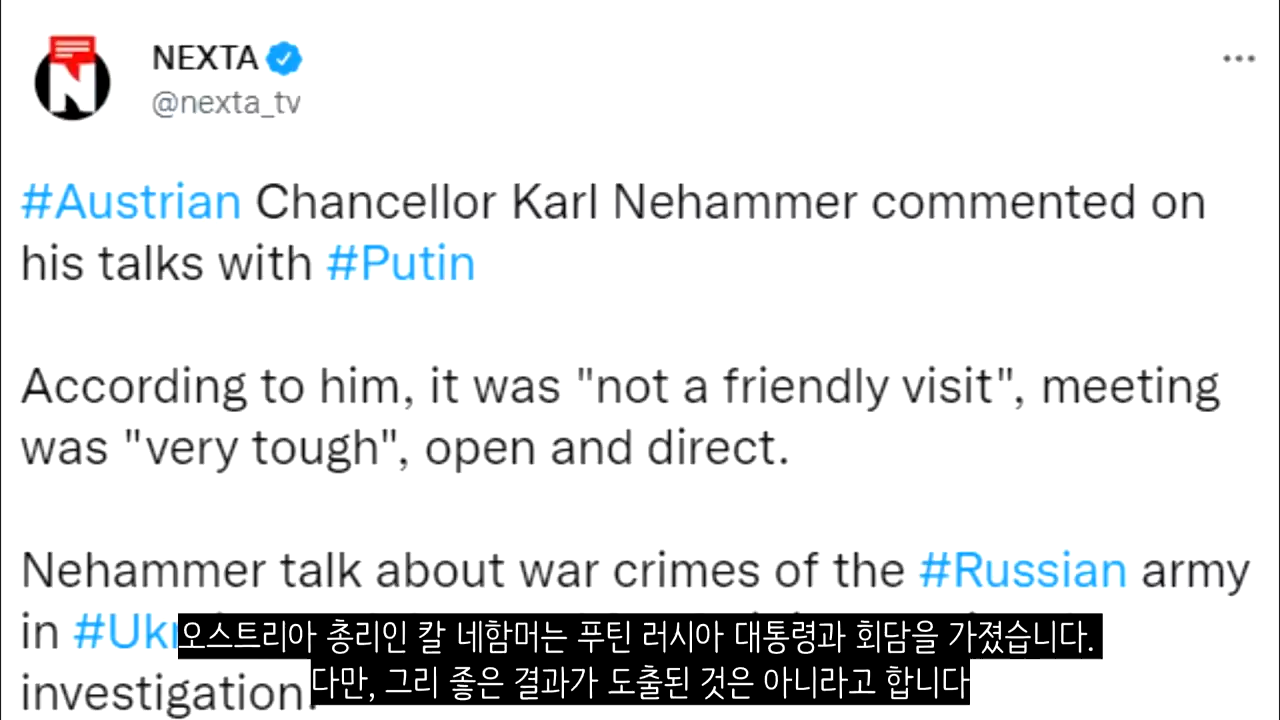 NEXTA
@nexta_tv
#Austrian Chancellor Karl Nehammer commented on
his talks with #Putin
According to him, it was "not a friendly visit", meeting
was "very tough", open and direct.
Nehammer talk about war crimes of the #Russian army
in
investigation.
오스트리아 총리인 칼 네함머는 푸틴 러시아 대통령과 회담을 가졌습니다.
다만, 그리 좋은 결과가 도출된 것은 아니라고 합니다